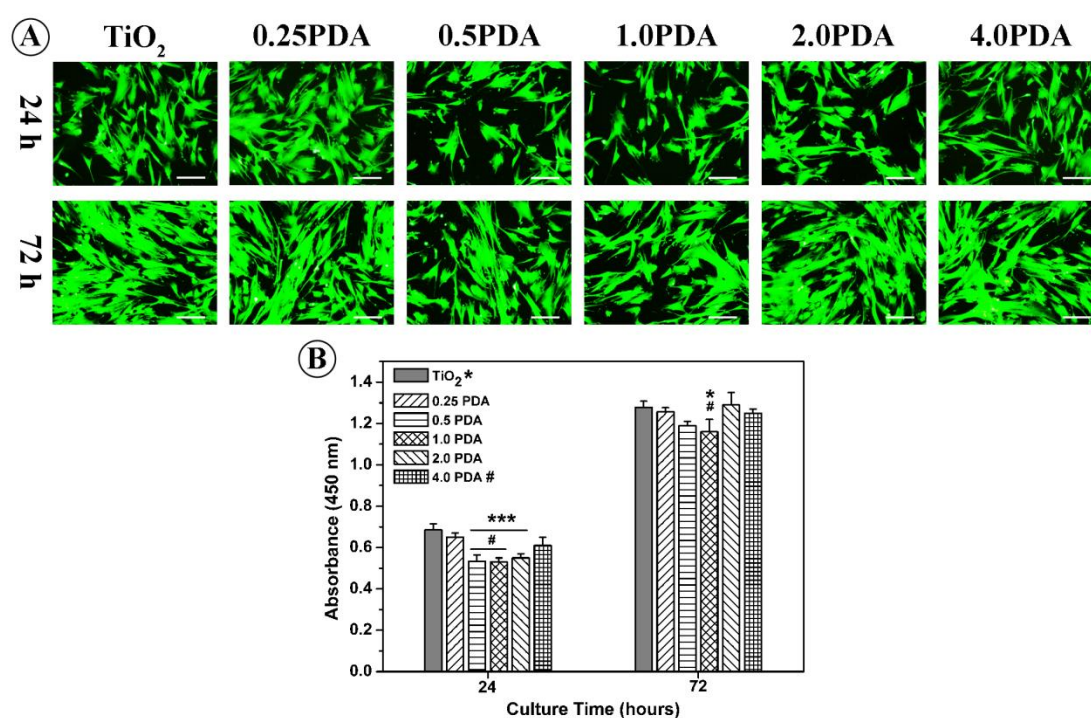 A
TiO2 0.25PDA 0.5PDA 1.0PDA 2.0PDA 4.0PDA
24 h
72 h
B
TiO2 *
0.25 PDA
0.5 PDA
1.0 PDA
2.0 PDA
4.0 PDA #
***
#
*
#
1.4
1.2
1.0
0.8
0.6
0.4
0.2
0.0
Absorbance (450 nm)
24 72
Culture Time (hours)